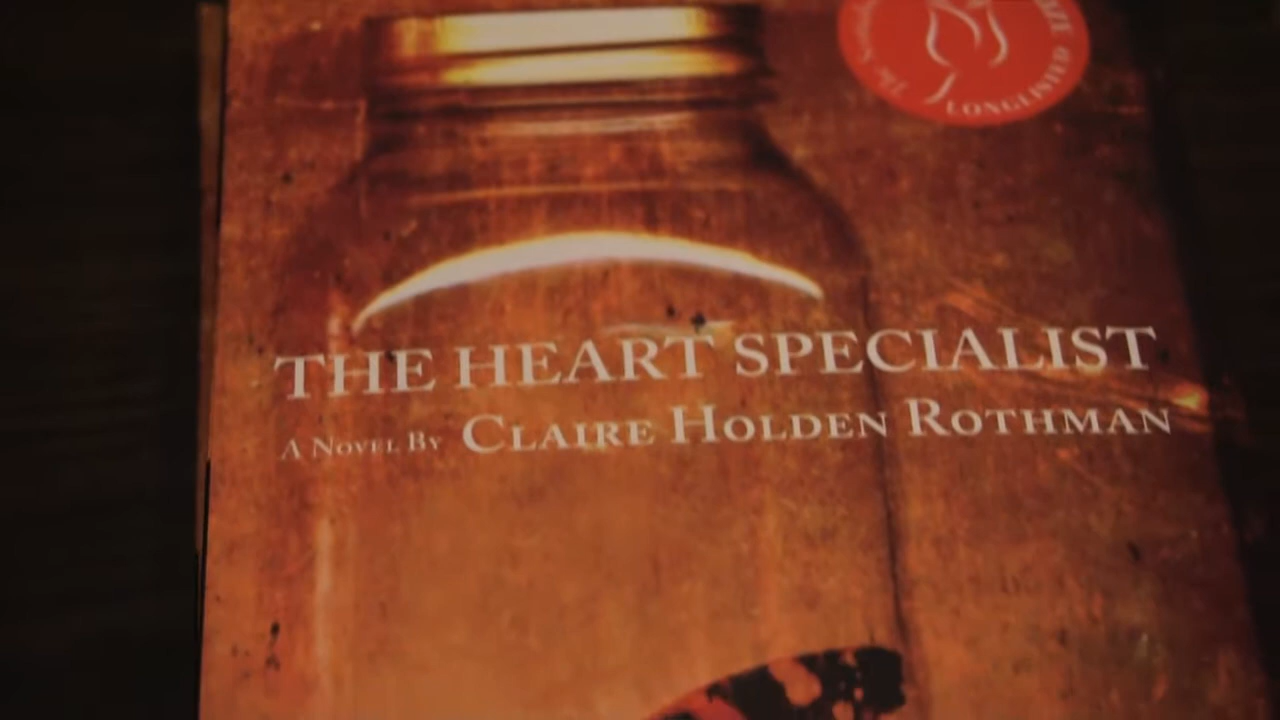 LONGLISTED
THE HEART SPECIALIST
A NOVEL BY CLAIRE HOLDEN ROTHMAN